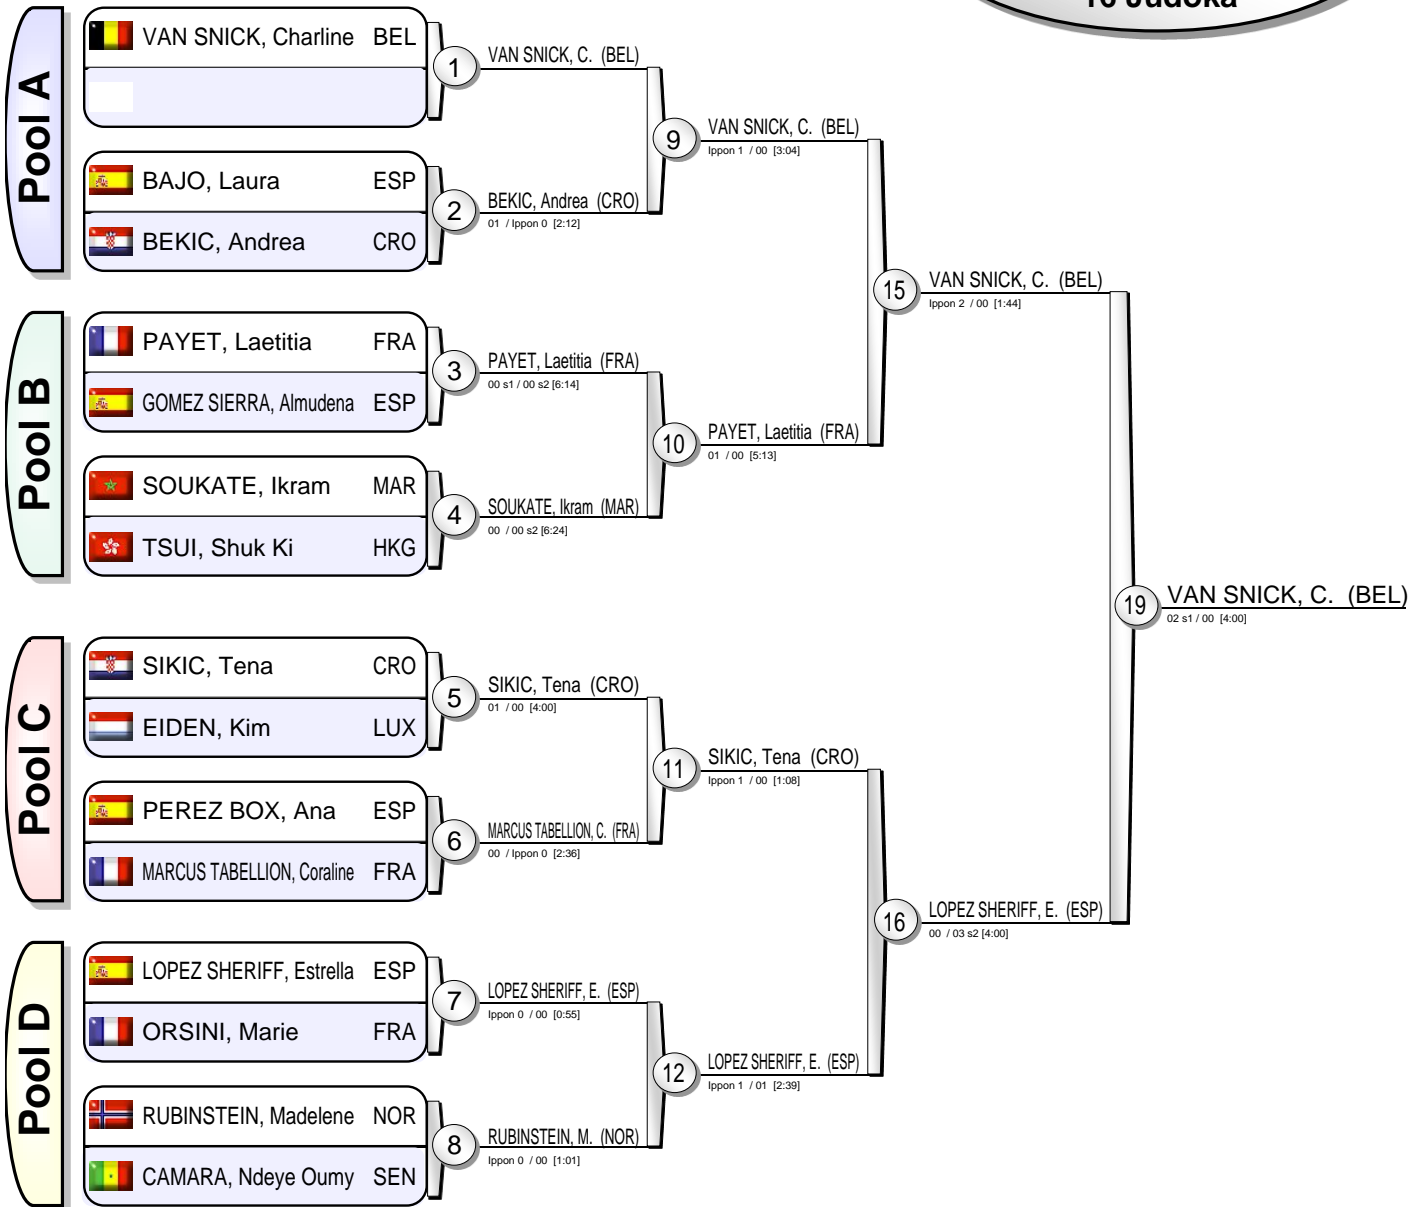 16 Judoka
Pool A
VAN SNICK, Charline BEL
1
VAN SNICK, C. (BEL)
BAJO, Laura ESP
BEKIC, Andrea CRO
2
BEKIC, Andrea (CRO)
01 / Ippon 0 [2:12]
9
VAN SNICK, C. (BEL)
Ippon 1 / 00 [3:04]
Pool B
PAYET, Laetitia FRA
GOMEZ SIERRA, Almudena ESP
3
PAYET, Laetitia (FRA)
00 s1 / 00 s2 [6:14]
SOUKATE, Ikram MAR
TSUI, Shuk Ki HKG
4
SOUKATE, Ikram (MAR)
00 / 00 s2 [6:24]
10
PAYET, Laetitia (FRA)
01 / 00 [5:13]
15
VAN SNICK, C. (BEL)
Ippon 2 / 00 [1:44]
Pool C
SIKIC, Tena CRO
EIDEN, Kim LUX
5
SIKIC, Tena (CRO)
01 / 00 [4:00]
PEREZ BOX, Ana ESP
MARCUS TABELLION, Coraline FRA
6
MARCUS TABELLION, C. (FRA)
00 / Ippon 0 [2:36]
11
SIKIC, Tena (CRO)
Ippon 1 / 00 [1:08]
Pool D
LOPEZ SHERIFF, Estrella ESP
ORSINI, Marie FRA
7
LOPEZ SHERIFF, E. (ESP)
Ippon 0 / 00 [0:55]
RUBINSTEIN, Madelene NOR
CAMARA, Ndeye Oumy SEN
8
RUBINSTEIN, M. (NOR)
Ippon 0 / 00 [1:01]
12
LOPEZ SHERIFF, E. (ESP)
Ippon 1 / 01 [2:39]
16
LOPEZ SHERIFF, E. (ESP)
00 / 03 s2 [4:00]
19
VAN SNICK, C. (BEL)
02 s1 / 00 [4:00]